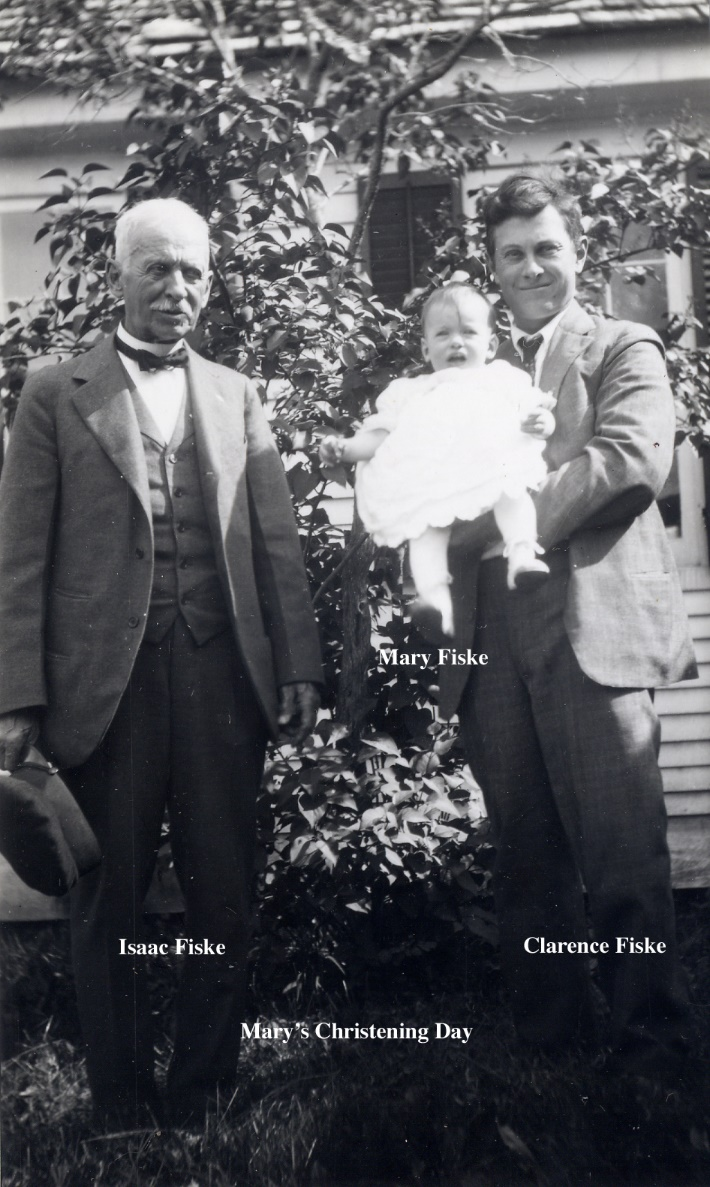 Mary Fiske
Isaac Fiske
Clarence Fiske
Mary's Christening Day